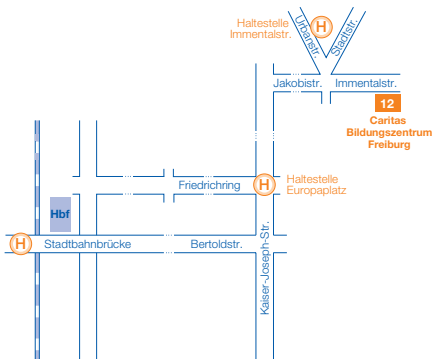 Haltestelle
Immentalstr.
H
Urbanstr.
Stadtstr.
Jakobistr.
Immentalstr.
12
Caritas
Bildungszentrum
Freiburg
Friedrichring
H
Haltestelle
Europaplatz
Hbf
H
Stadtbahnbrücke
Bertoldstr.
Kaiser-Joseph-Str.